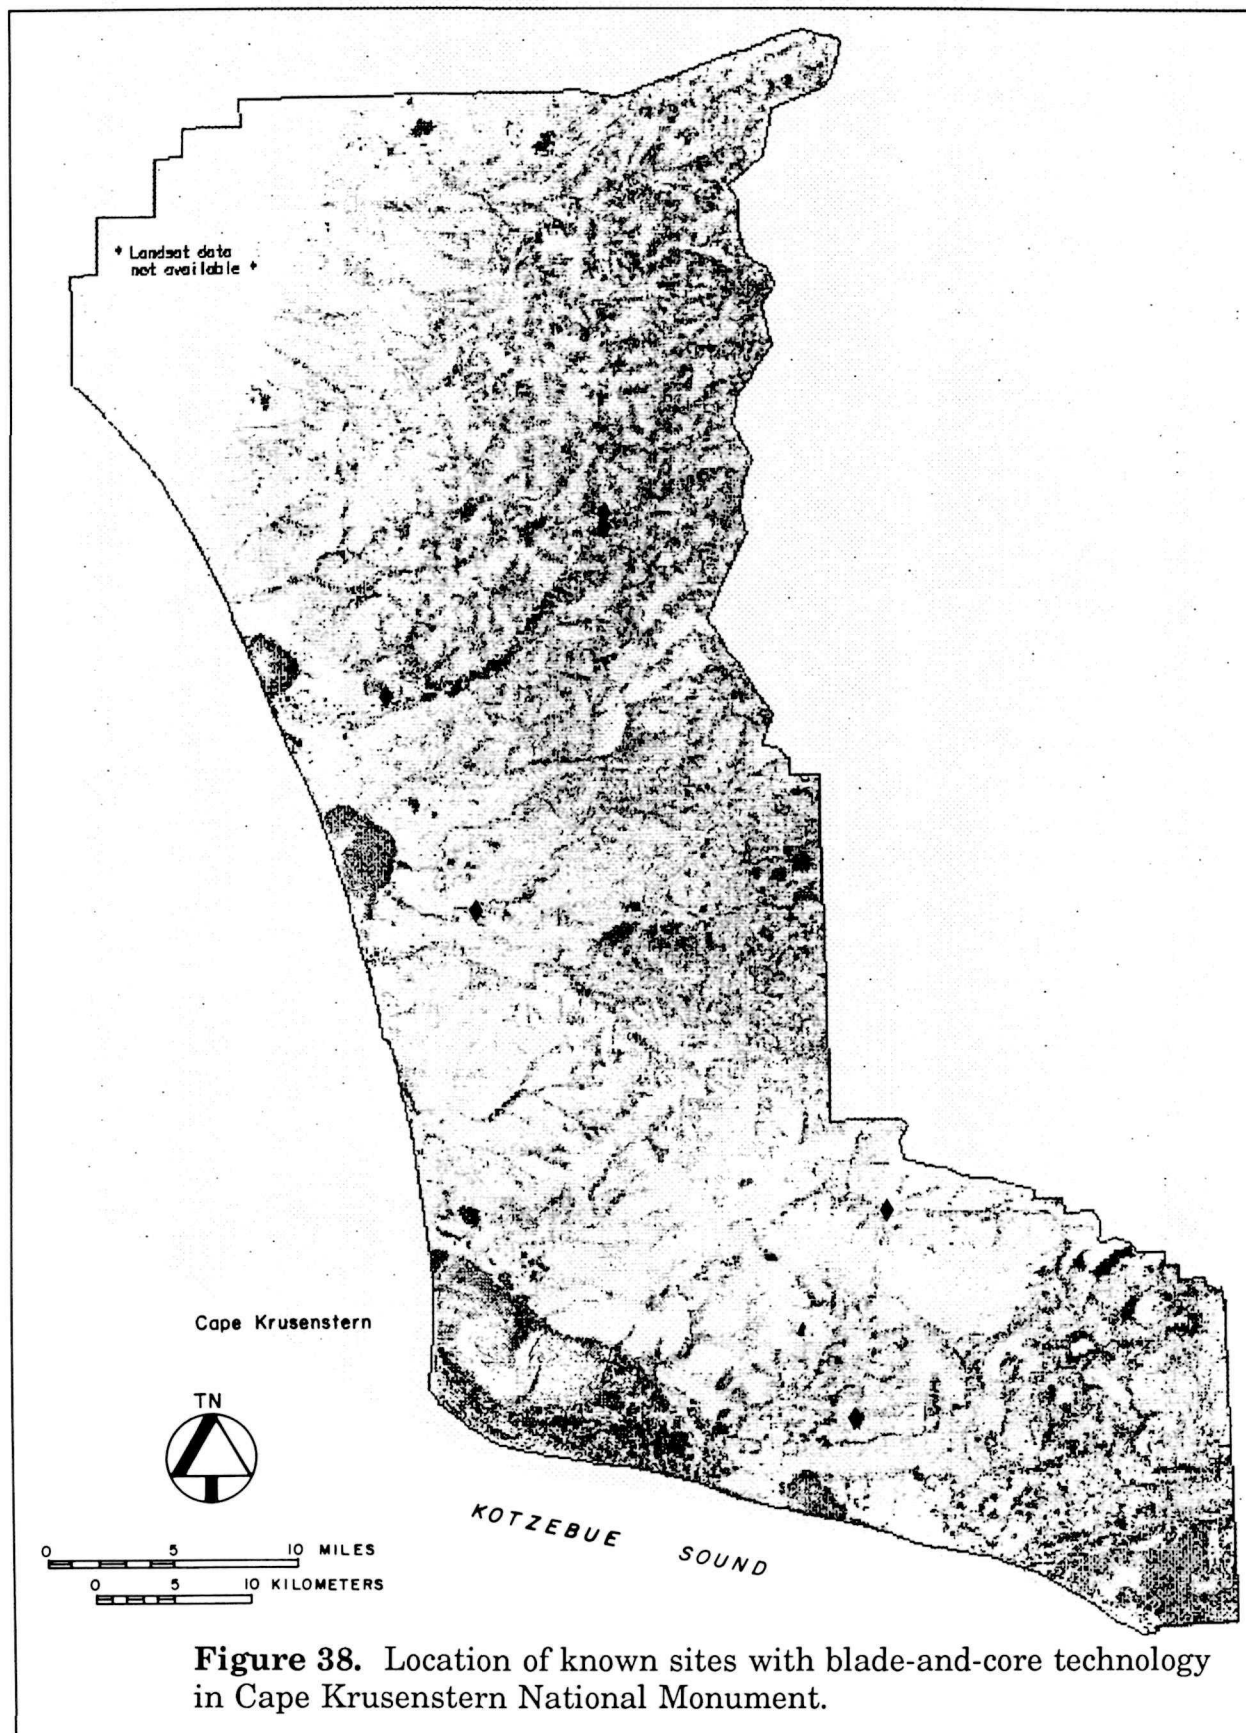 * Landsat data
not available *
Cape Krusenstern
TN
KOTZEBUE SOUND
0 5 10 MILES
0 5 10 KILOMETERS
Figure 38. Location of known sites with blade-and-core technology
in Cape Krusenstern National Monument.